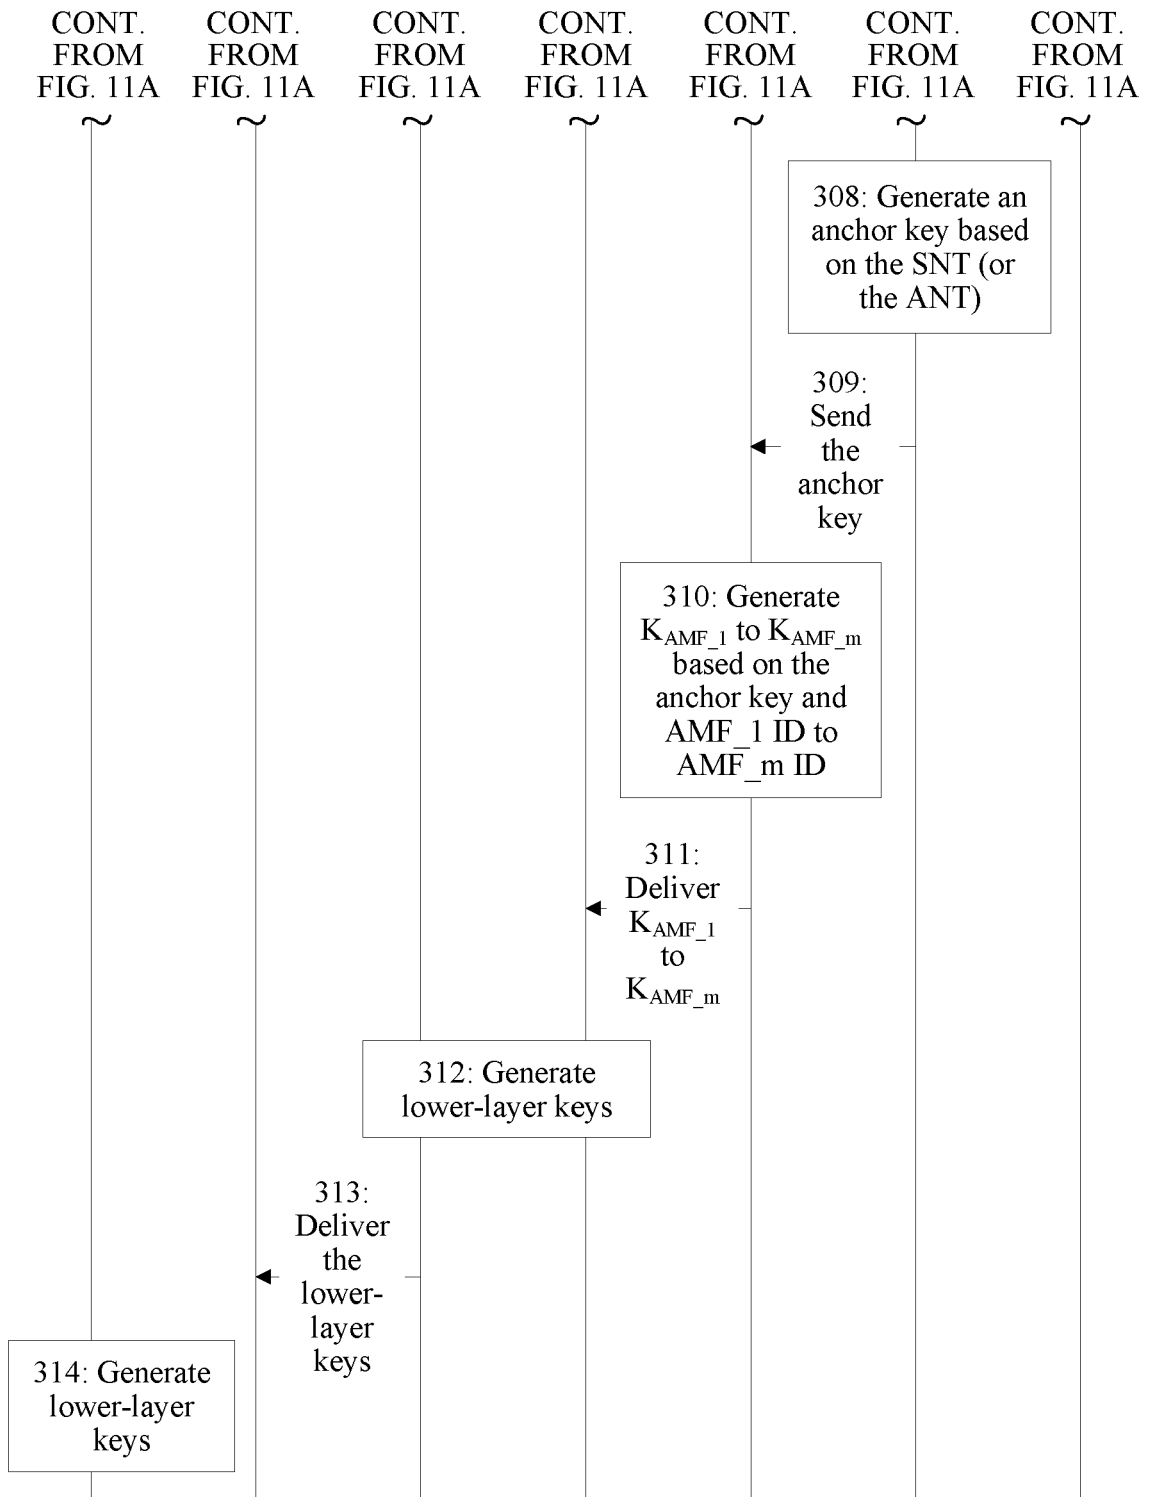 CONT. CONT. CONT. CONT. CONT. CONT. CONT.
FROM FROM FROM FROM FROM FROM FROM
FIG. 11A FIG. 11A FIG. 11A FIG. 11A FIG. 11A FIG. 11A FIG. 11A
308: Generate an
anchor key based
on the SNT (or
the ANT)
309:
Send
the
anchor
key
310: Generate
K_AMF_1 to K_AMF_m
based on the
anchor key and
AMF_1 ID to
AMF_m ID
311:
Deliver
K_AMF_1
to
K_AMF_m
312: Generate
lower-layer keys
313:
Deliver
the
lower-
layer
keys
314: Generate
lower-layer
keys